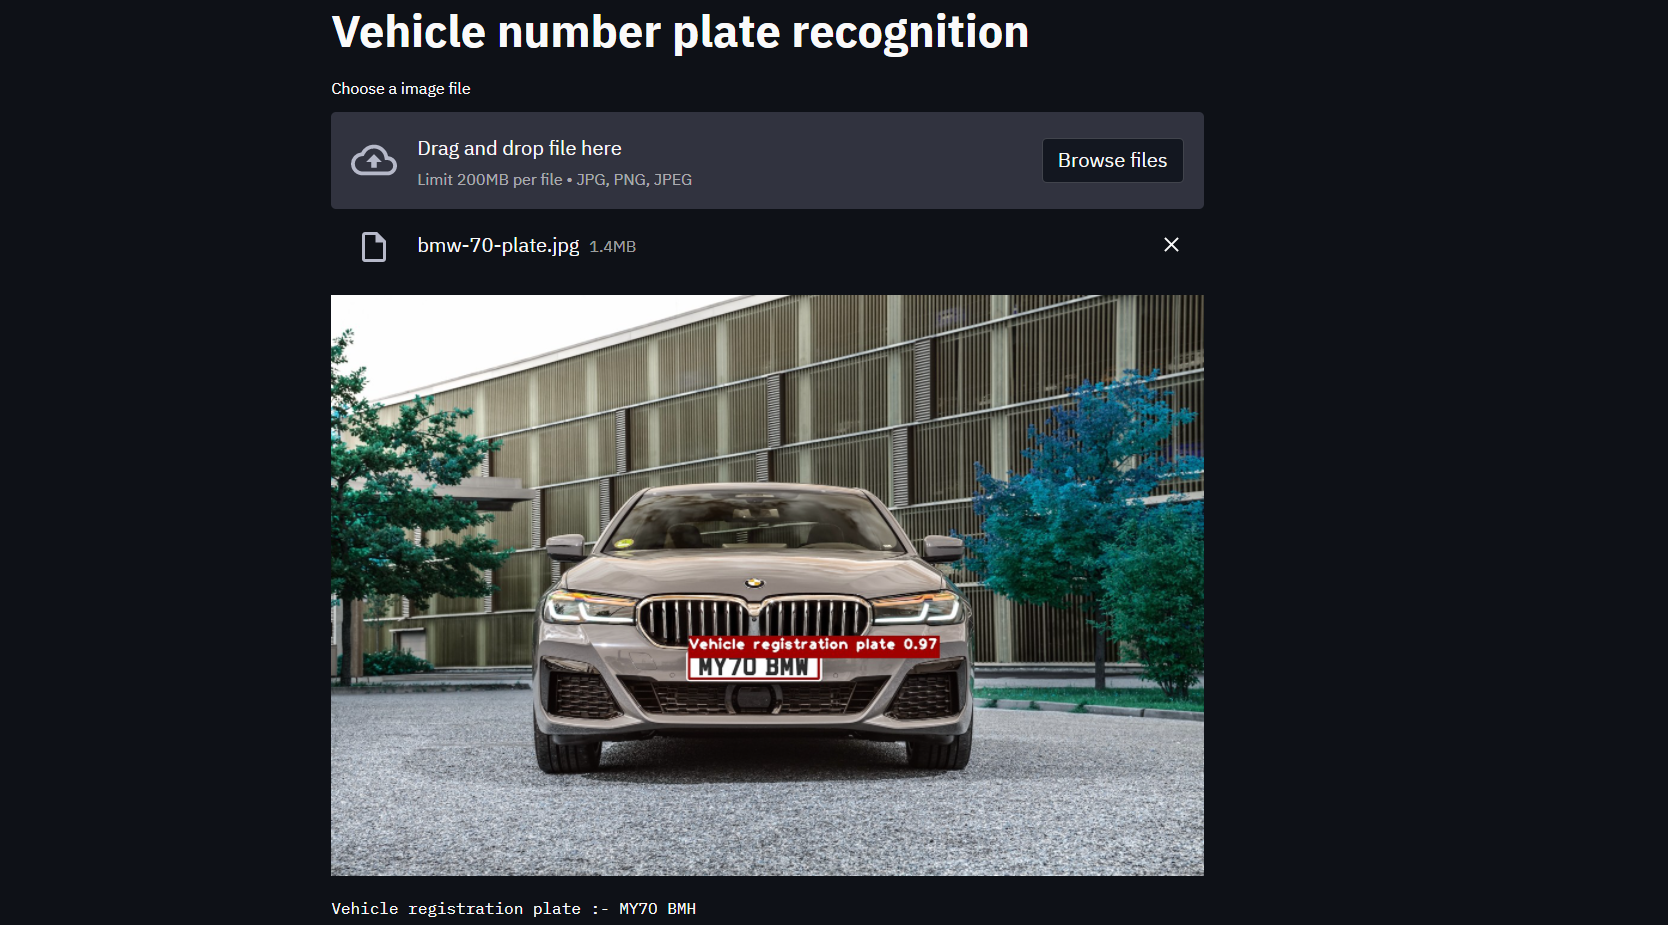 Vehicle number plate recognition
Choose a image file
Drag and drop file here
Limit 200MB per file • JPG, PNG, JPEG
Browse files
bmw-70-plate.jpg 1.4MB
Vehicle registration plate 0.97
MY70 BMW
Vehicle registration plate :- MY7O BMH